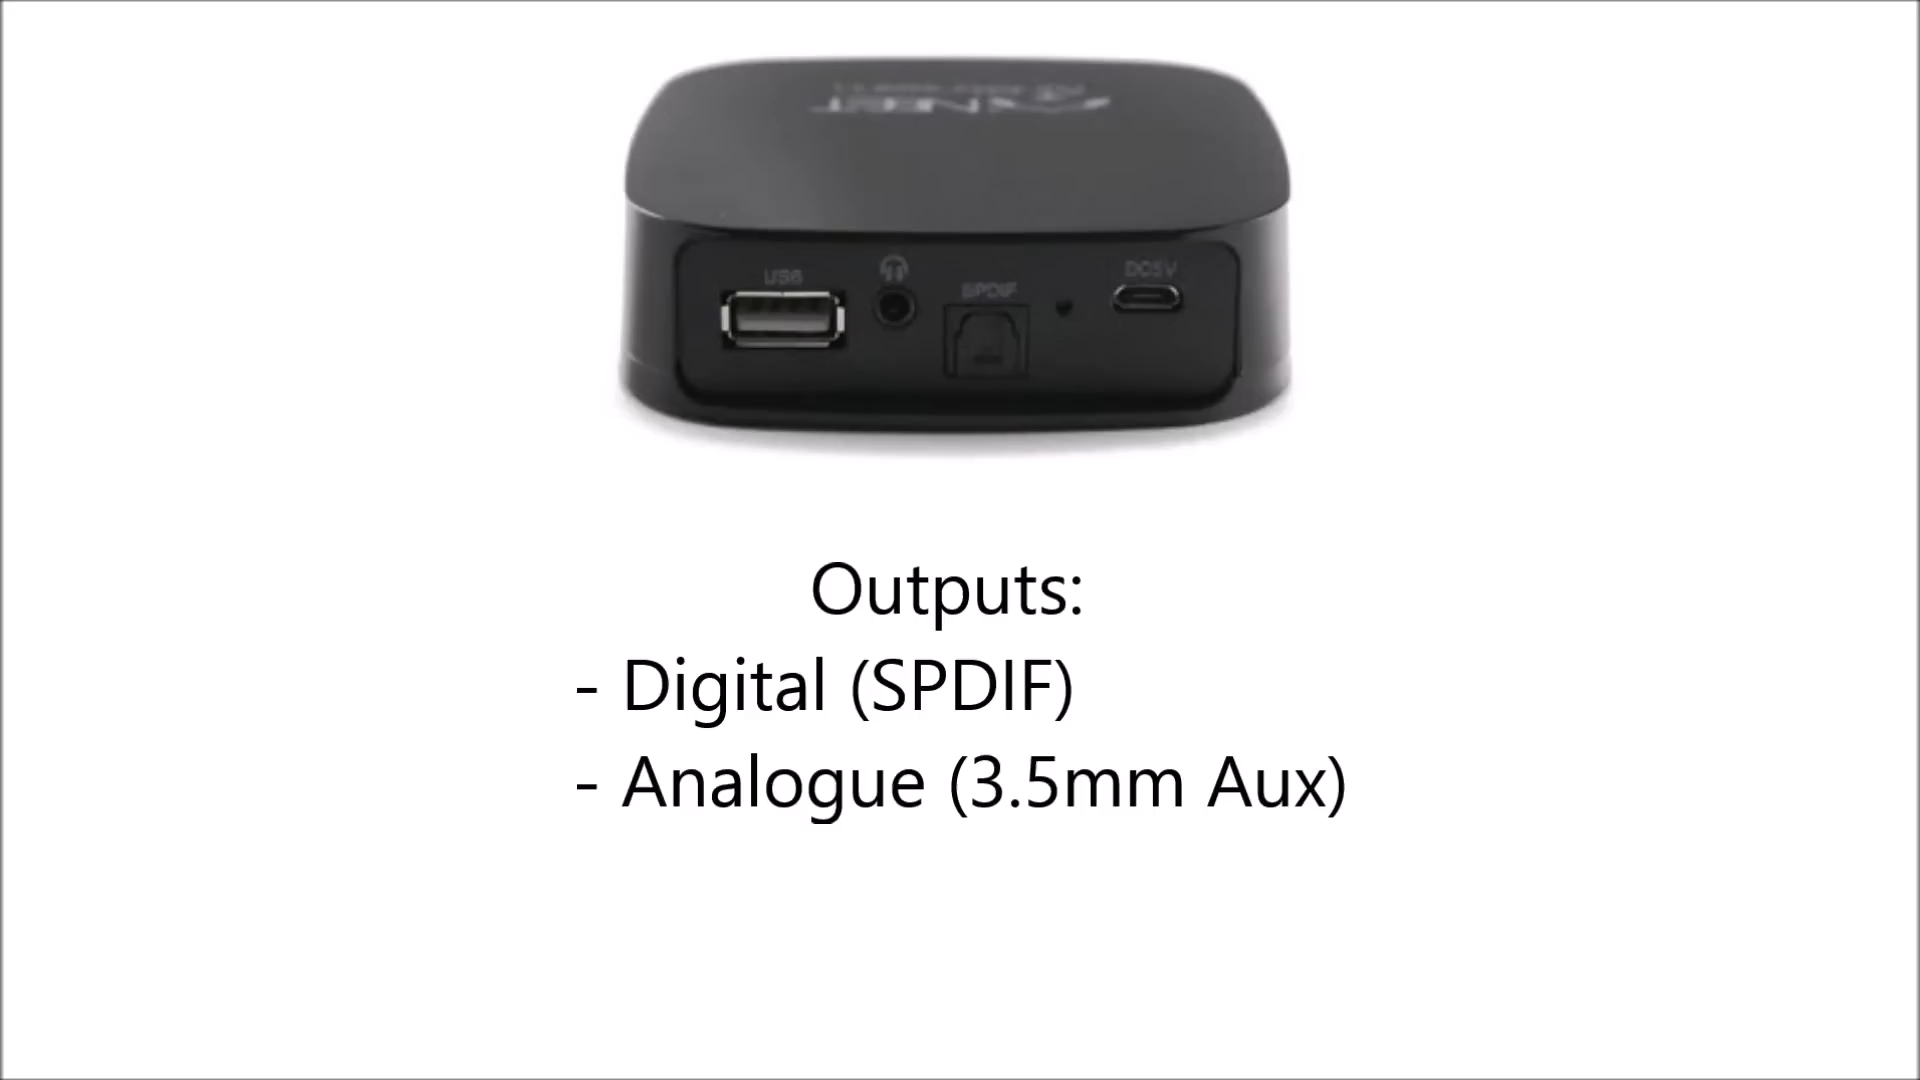 USB
SPDIF
DC5V
Outputs:
- Digital (SPDIF)
- Analogue (3.5mm Aux)